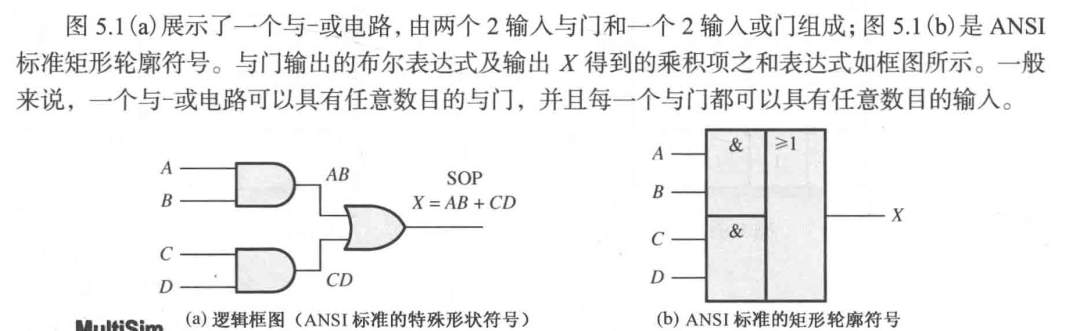 图 5.1(a)展示了一个与-或电路,由两个 2 输入与门和一个 2 输入或门组成;图 5.1(b)是 ANSI
标准矩形轮廓符号。与门输出的布尔表达式及输出 X 得到的乘积项之和表达式如框图所示。一般
来说,一个与-或电路可以具有任意数目的与门,并且每一个与门都可以具有任意数目的输入。
A
B
AB
SOP
X = AB + CD
C
D
CD
A
B
C
D
&
≥1
&
X
MultiSim
(a) 逻辑框图(ANSI 标准的特殊形状符号)
(b) ANSI 标准的矩形轮廓符号